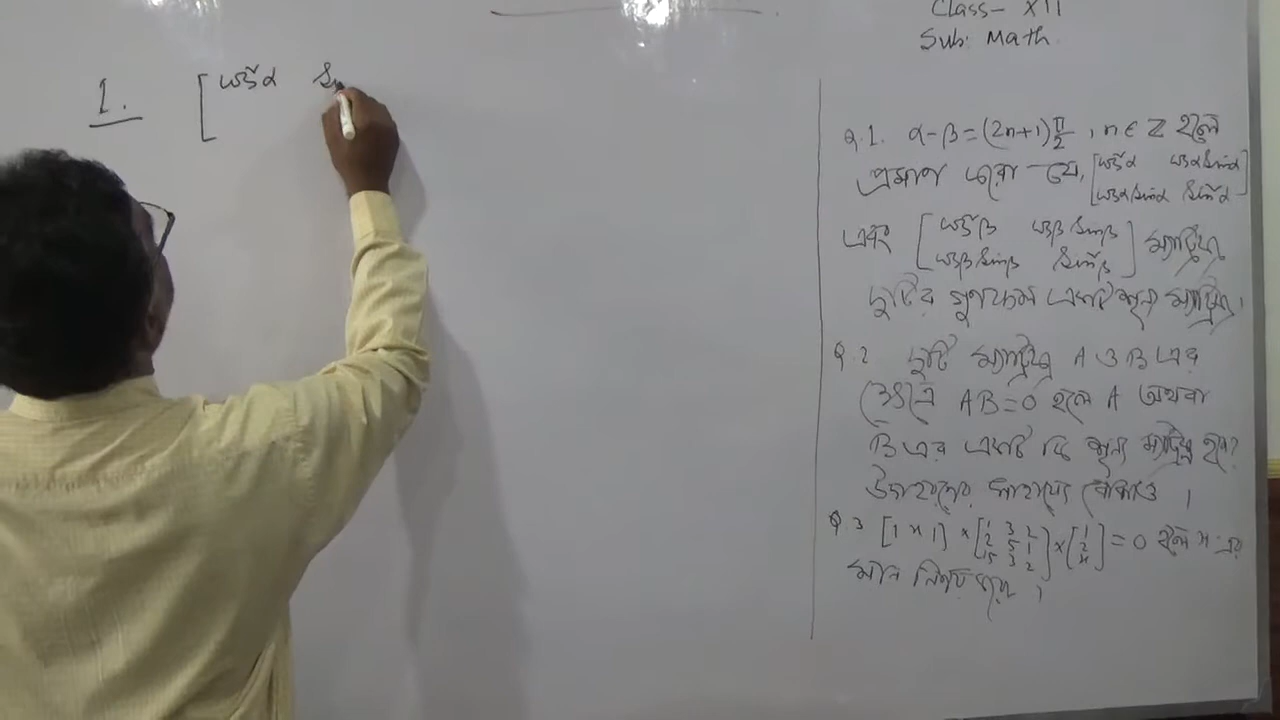 Class- XII
Sub: Math
1. [cos²α Si
Q.1. α-β=(2n+1)π/2, n∈Z হলে
প্রমাণ করো যে, [cos²α cosα sinα
cosα sinα sin²α]
এবং [cos²β cosβ sinβ
cosβ sinβ sin²β] ম্যাট্রিক্স
দুটির গুণফল একটি শূন্য ম্যাট্রিক্স।
Q 2 দুটি ম্যাট্রিক্স A ও B এর
ক্ষেত্রে AB=0 হলে A অথবা
B এর একটি কি শূন্য ম্যাট্রিক্স হবে?
উদাহরণের সাহায্যে বোঝাও।
Q.3 [1 x 1] × [1 3 2
2 5 1
15 3 2] × [1
2
x] = 0 হলে x-এর
মান নির্ণয় করো।